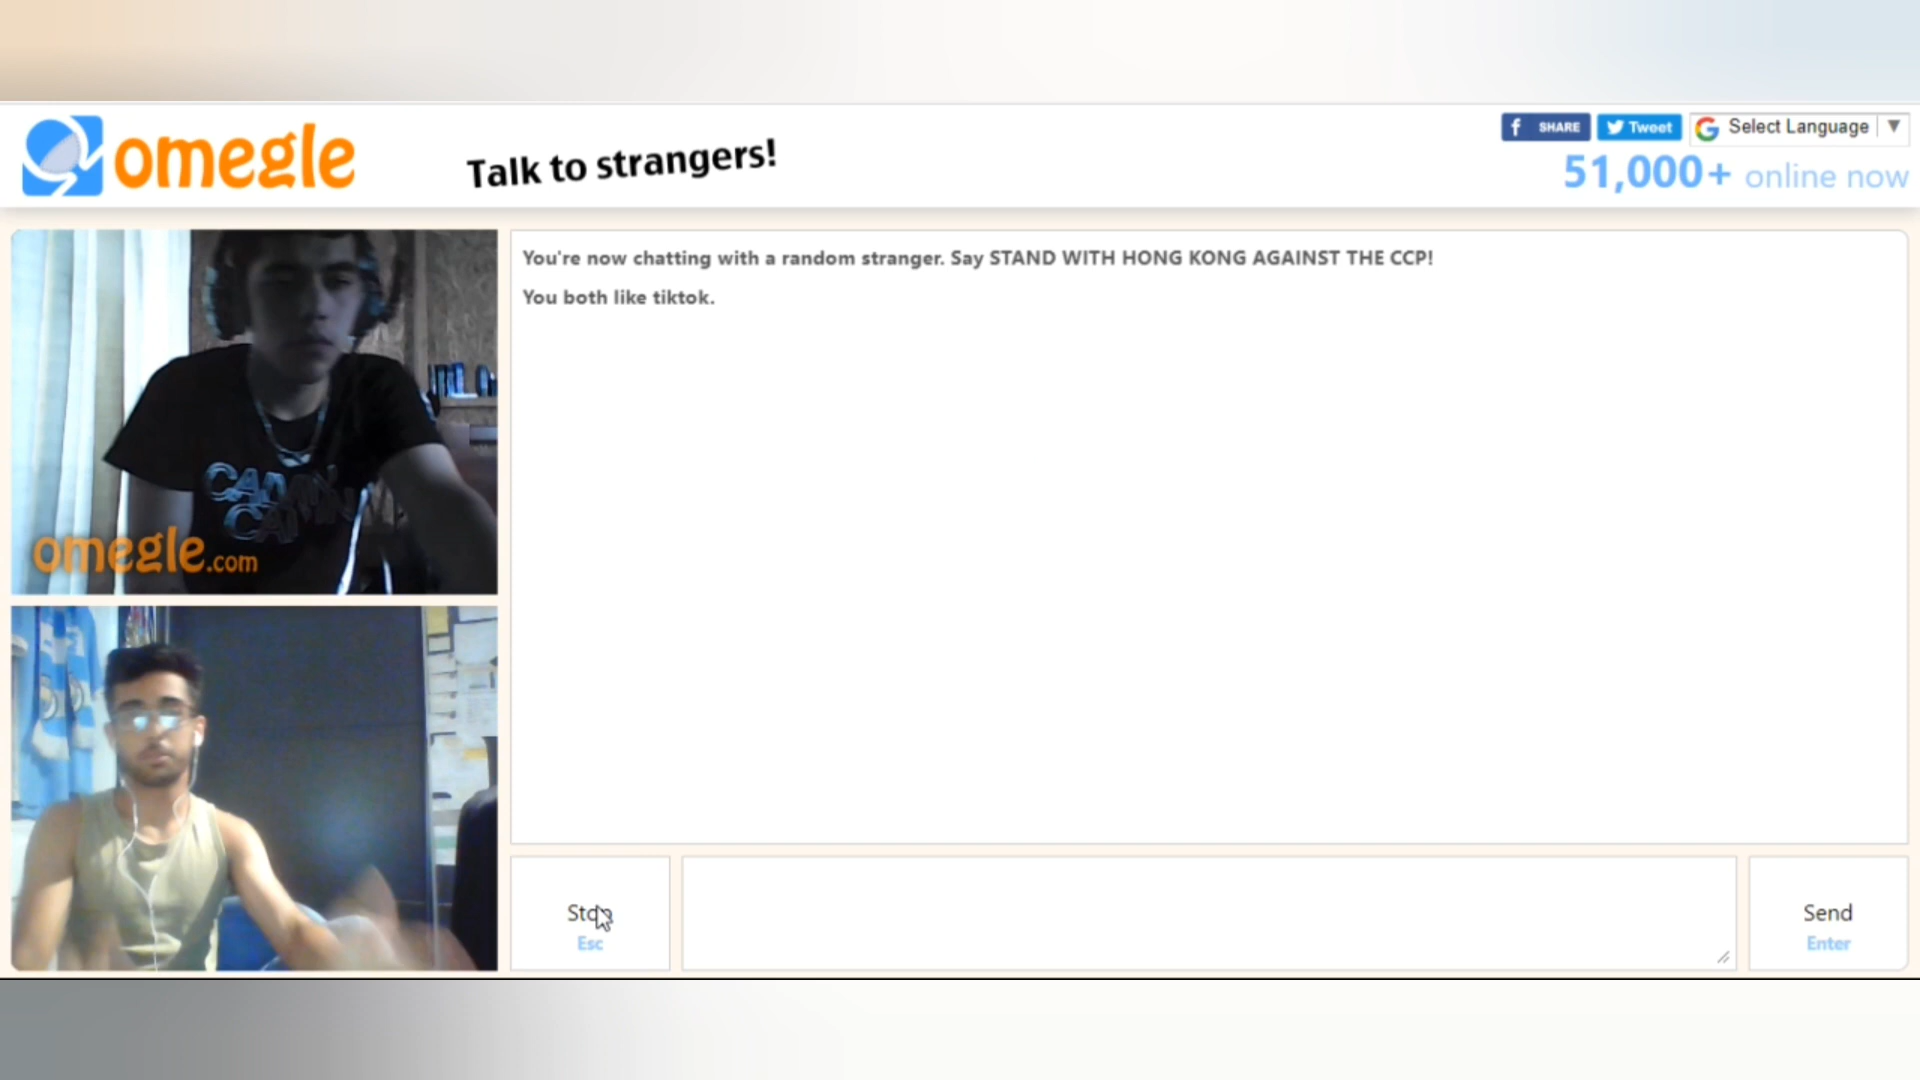 omegle
Talk to strangers!
f SHARE
Tweet
G Select Language ▼
51,000+ online now
You're now chatting with a random stranger. Say STAND WITH HONG KONG AGAINST THE CCP!
You both like tiktok.
omegle.com
Stop
Esc
Send
Enter